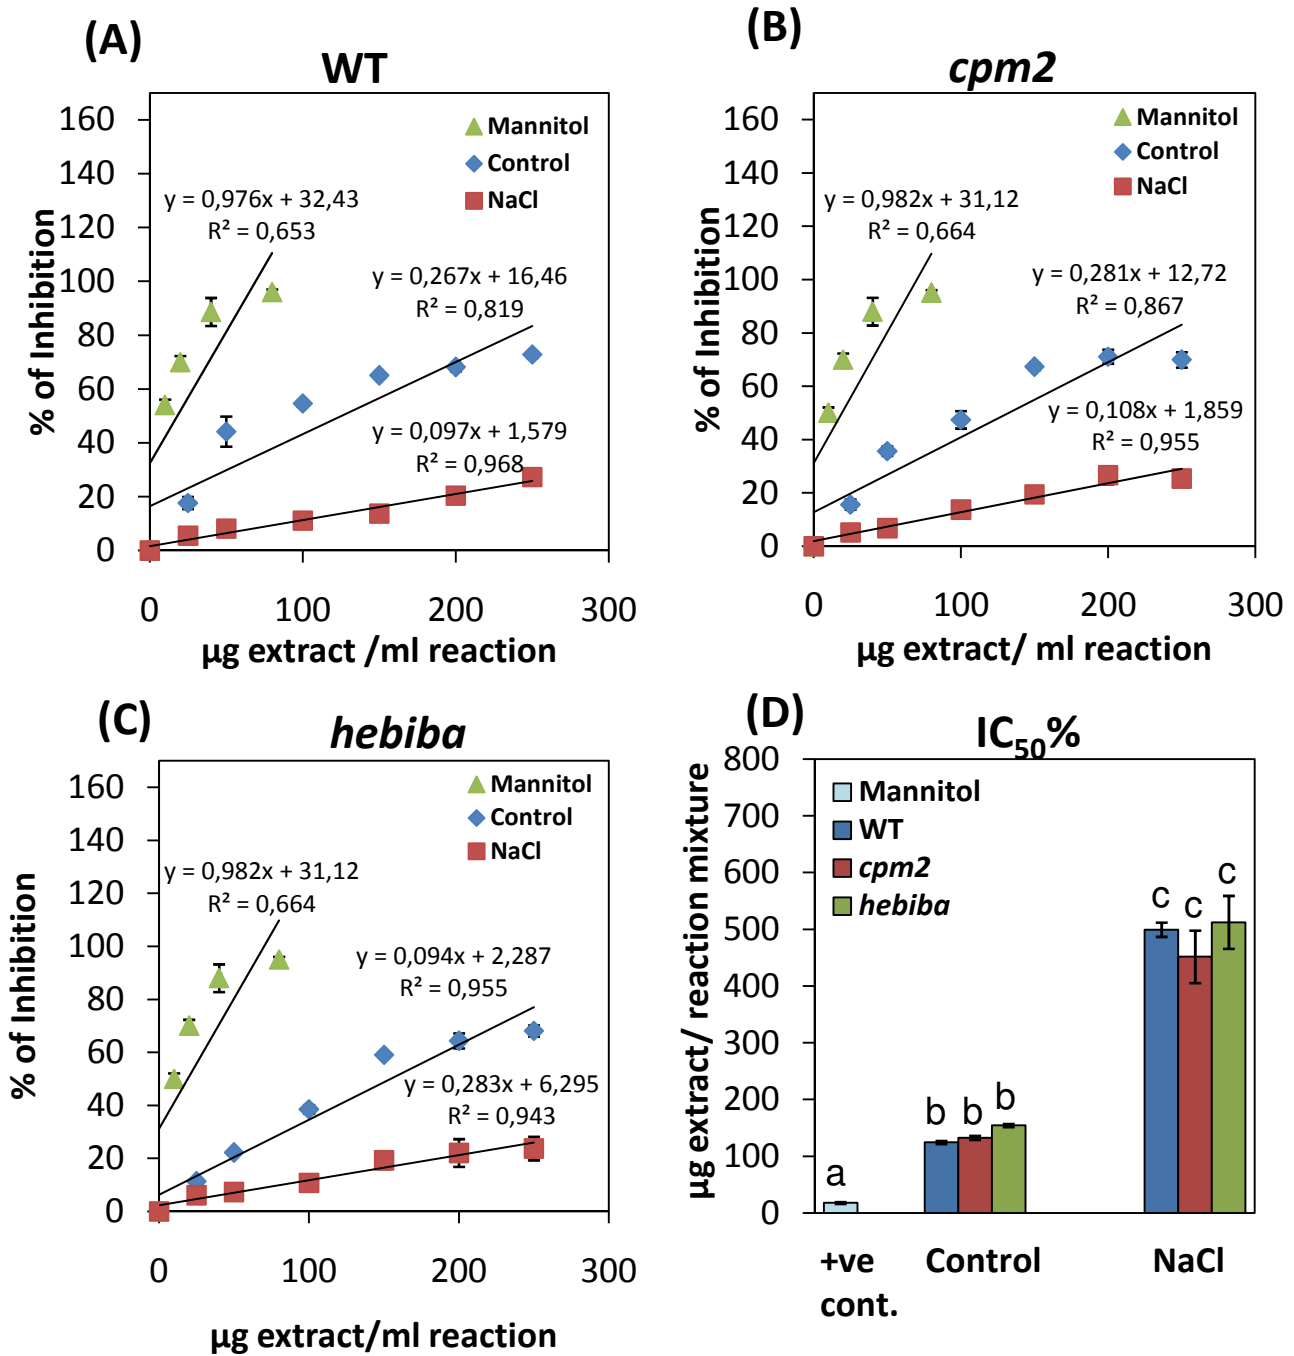 (A)
WT
% of Inhibition
160
140
120
100
80
60
40
20
0
Mannitol
Control
NaCl
y = 0,976x + 32,43
R² = 0,653
y = 0,267x + 16,46
R² = 0,819
y = 0,097x + 1,579
R² = 0,968
0 100 200 300
µg extract /ml reaction
(B)
cpm2
% of Inhibition
160
140
120
100
80
60
40
20
0
Mannitol
Control
NaCl
y = 0,982x + 31,12
R² = 0,664
y = 0,281x + 12,72
R² = 0,867
y = 0,108x + 1,859
R² = 0,955
0 100 200 300
µg extract/ ml reaction
(C)
hebiba
% of Inhibition
160
140
120
100
80
60
40
20
0
Mannitol
Control
NaCl
y = 0,982x + 31,12
R² = 0,664
y = 0,094x + 2,287
R² = 0,955
y = 0,283x + 6,295
R² = 0,943
0 100 200 300
µg extract/ml reaction
(D)
IC50%
µg extract/ reaction mixture
800
700
600
500
400
300
200
100
0
Mannitol
WT
cpm2
hebiba
a
b b b
c c c
+ve cont.
Control
NaCl